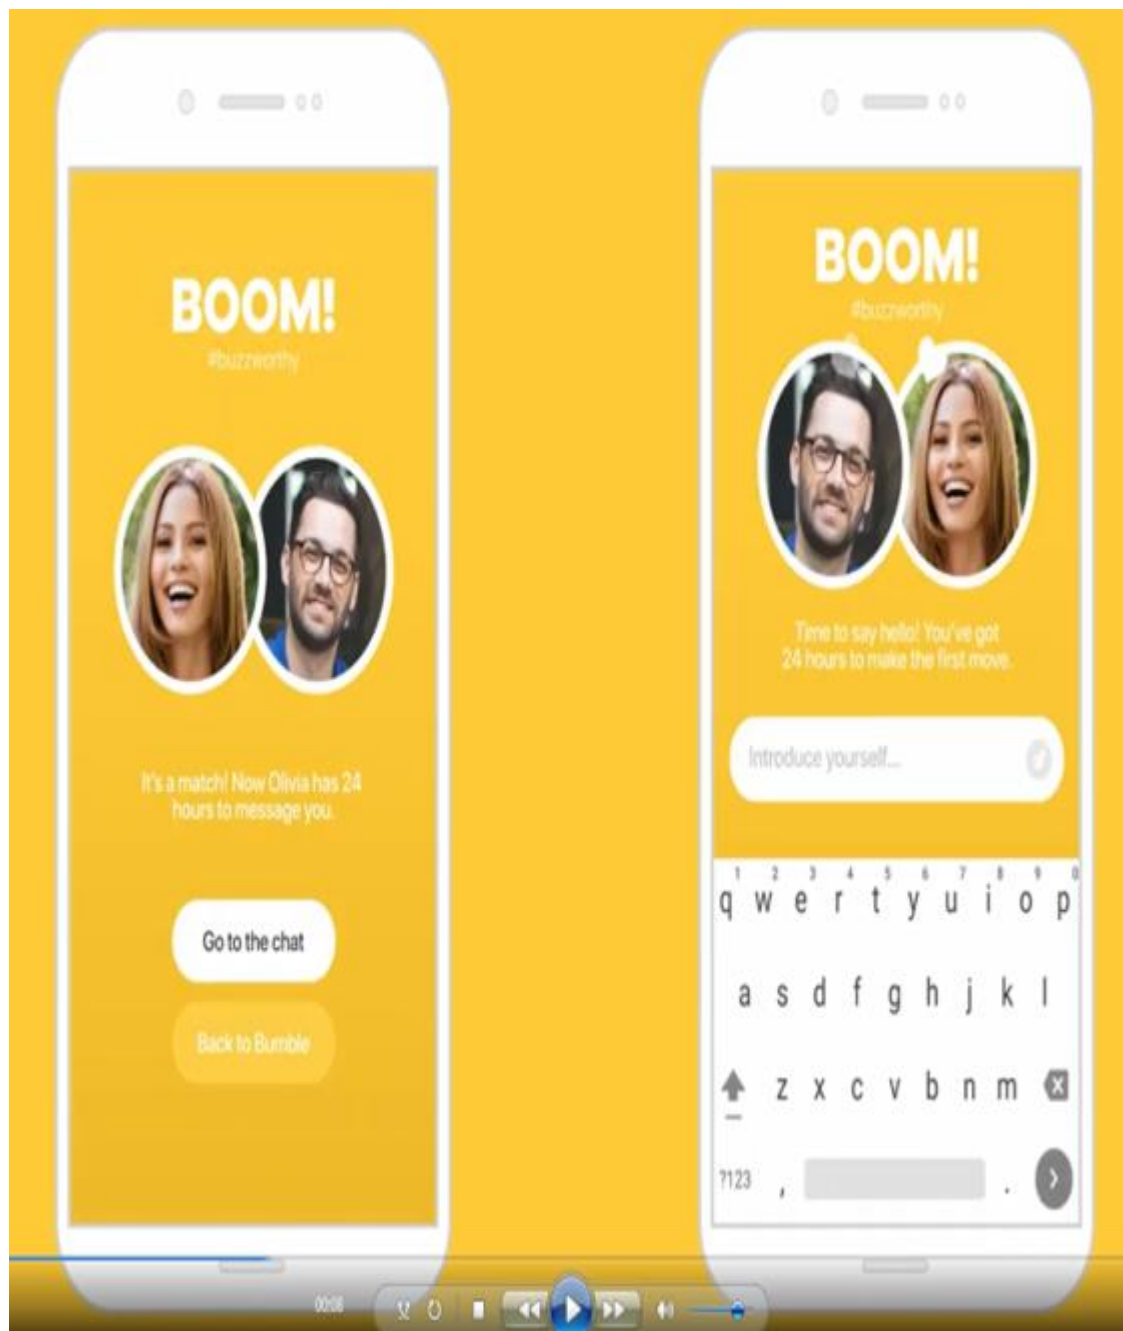 BOOM!
#buzzworthy
It's a match! Now Olivia has 24
hours to message you.
Go to the chat
Back to Bumble
BOOM!
#buzzworthy
Time to say hello! You've got
24 hours to make the first move.
Introduce yourself...
1 2 3 4 5 6 7 8 9 0
q w e r t y u i o p
a s d f g h j k l
z x c v b n m
?123 , .
00:08